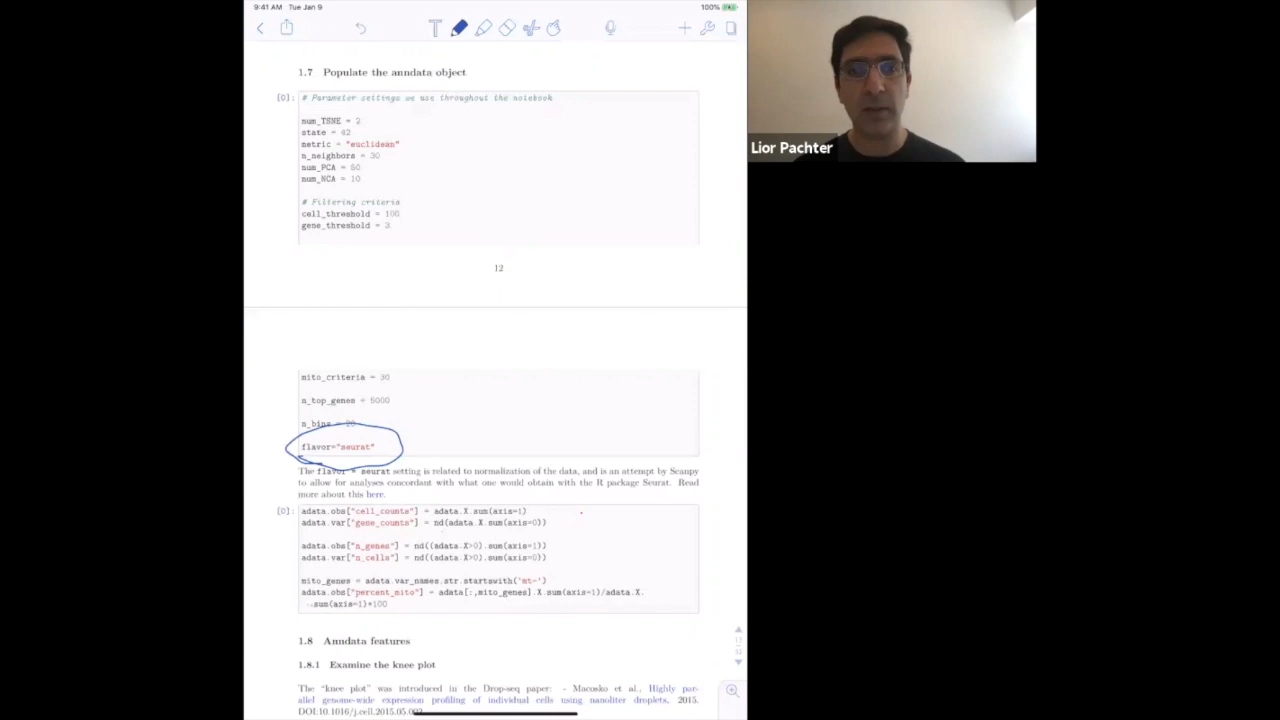 9:41 AM Tue Jan 9
100%
1.7 Populate the anndata object
[0]: # Parameter settings we use throughout the notebook
num_TSNE = 2
state = 42
metric = "euclidean"
n_neighbors = 30
num_PCA = 50
num_NCA = 10
# Filtering criteria
cell_threshold = 100
gene_threshold = 3
12
mito_criteria = 30
n_top_genes = 5000
n_bins = 20
flavor="seurat"
The flavor = seurat setting is related to normalization of the data, and is an attempt by Scanpy
to allow for analyses concordant with what one would obtain with the R package Seurat. Read
more about this here.
[0]: adata.obs["cell_counts"] = adata.X.sum(axis=1)
adata.var["gene_counts"] = nd(adata.X.sum(axis=0))
adata.obs["n_genes"] = nd((adata.X>0).sum(axis=1))
adata.var["n_cells"] = nd((adata.X>0).sum(axis=0))
mito_genes = adata.var_names.str.startswith('mt-')
adata.obs["percent_mito"] = adata[:,mito_genes].X.sum(axis=1)/adata.X.
sum(axis=1)*100
1.8 Anndata features
1.8.1 Examine the knee plot
The "knee plot" was introduced in the Drop-seq paper: - Macosko et al., Highly par-
allel genome-wide expression profiling of individual cells using nanoliter droplets, 2015.
DOI:10.1016/j.cell.2015.05.002
Lior Pachter